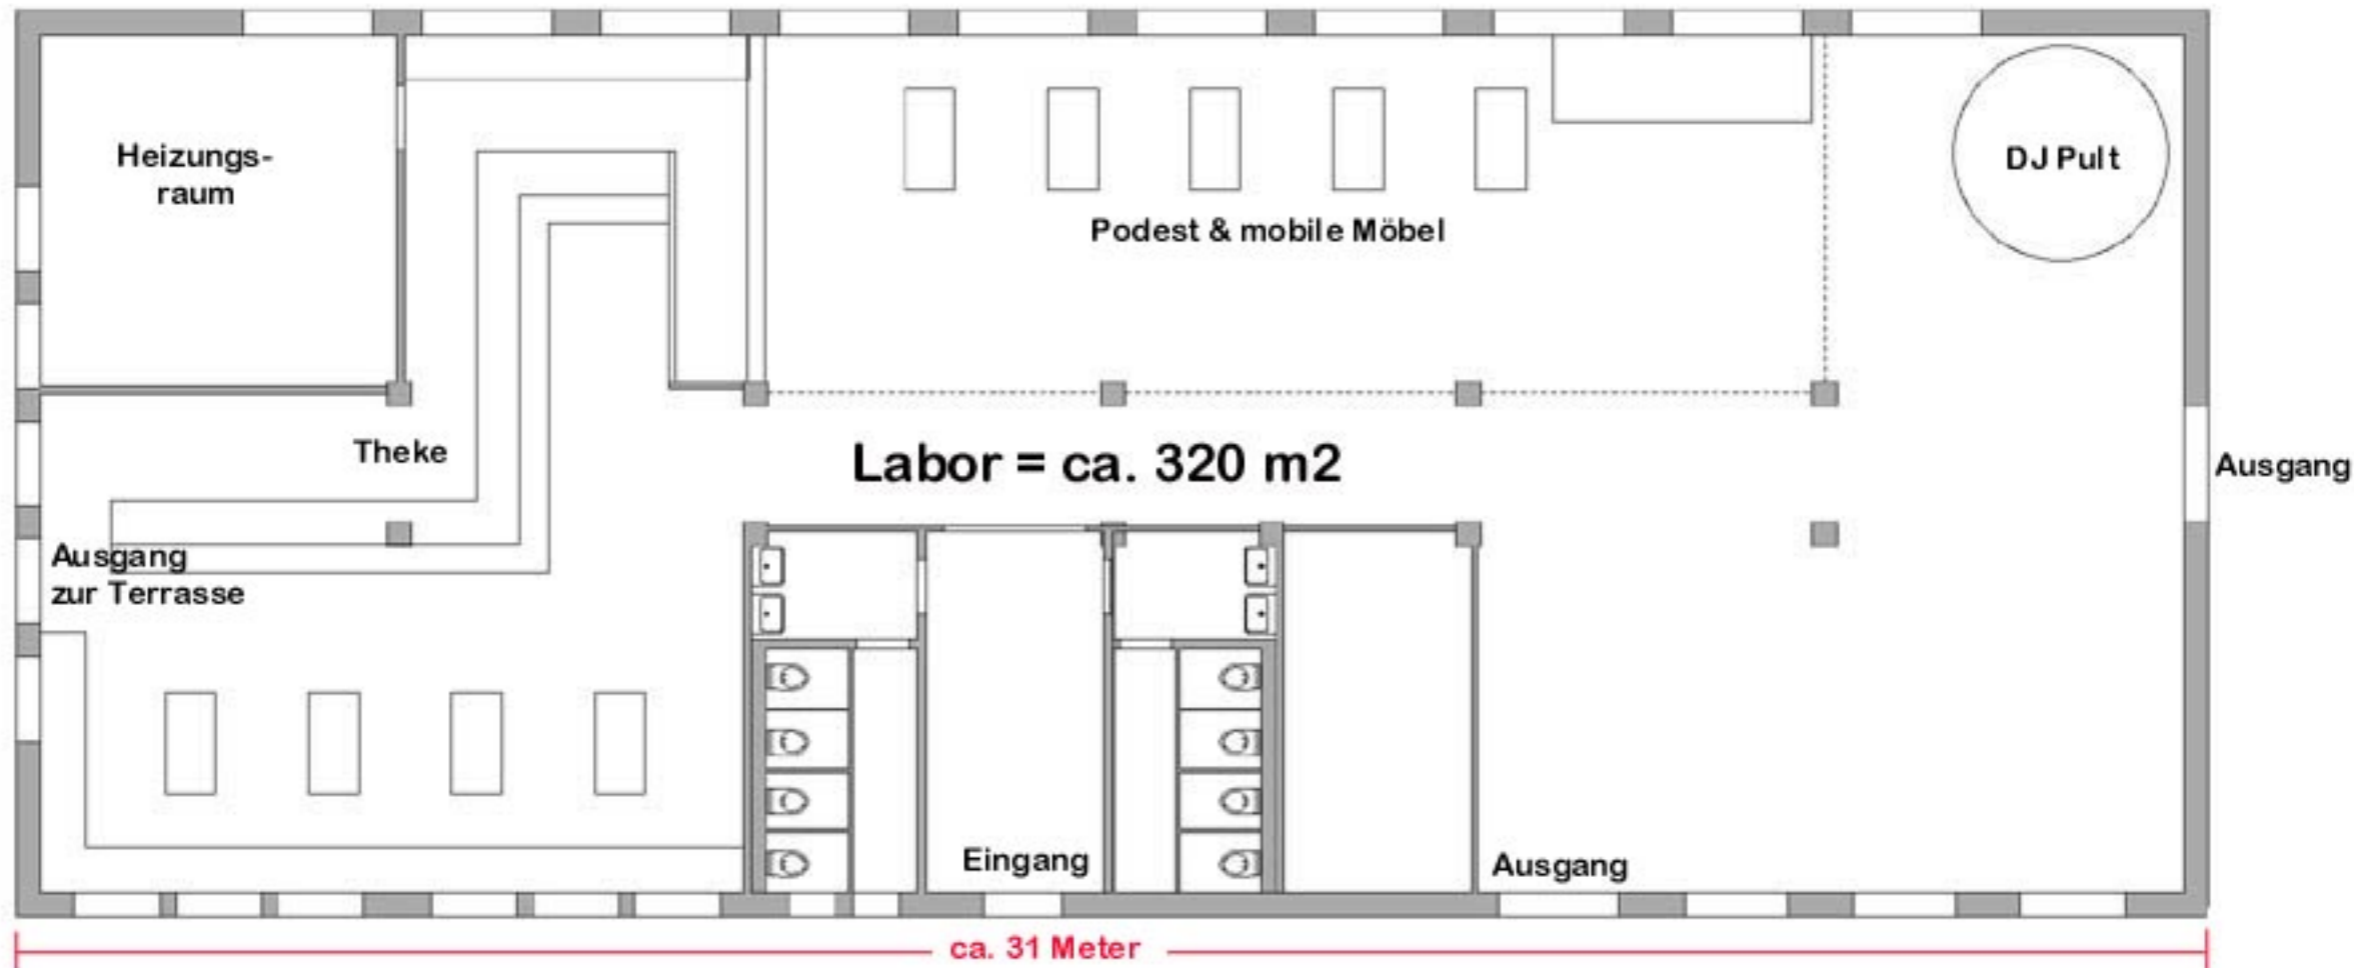 Heizungs-
raum
DJ Pult
Podest & mobile Möbel
Theke
Labor = ca. 320 m2
Ausgang
Ausgang
zur Terrasse
Eingang
Ausgang
ca. 31 Meter